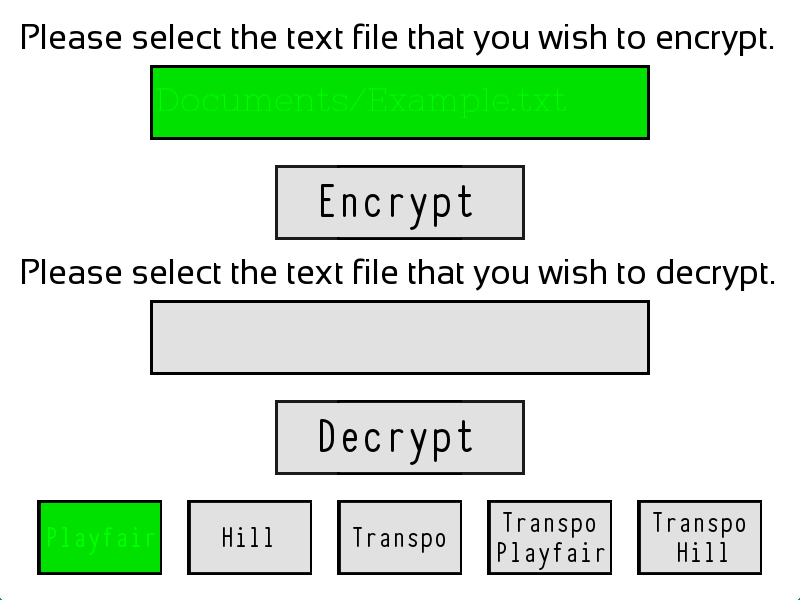 Please select the text file that you wish to encrypt.
Documents/Example.txt
Encrypt
Please select the text file that you wish to decrypt.
Decrypt
Playfair
Hill
Transpo
Transpo
Playfair
Transpo
Hill